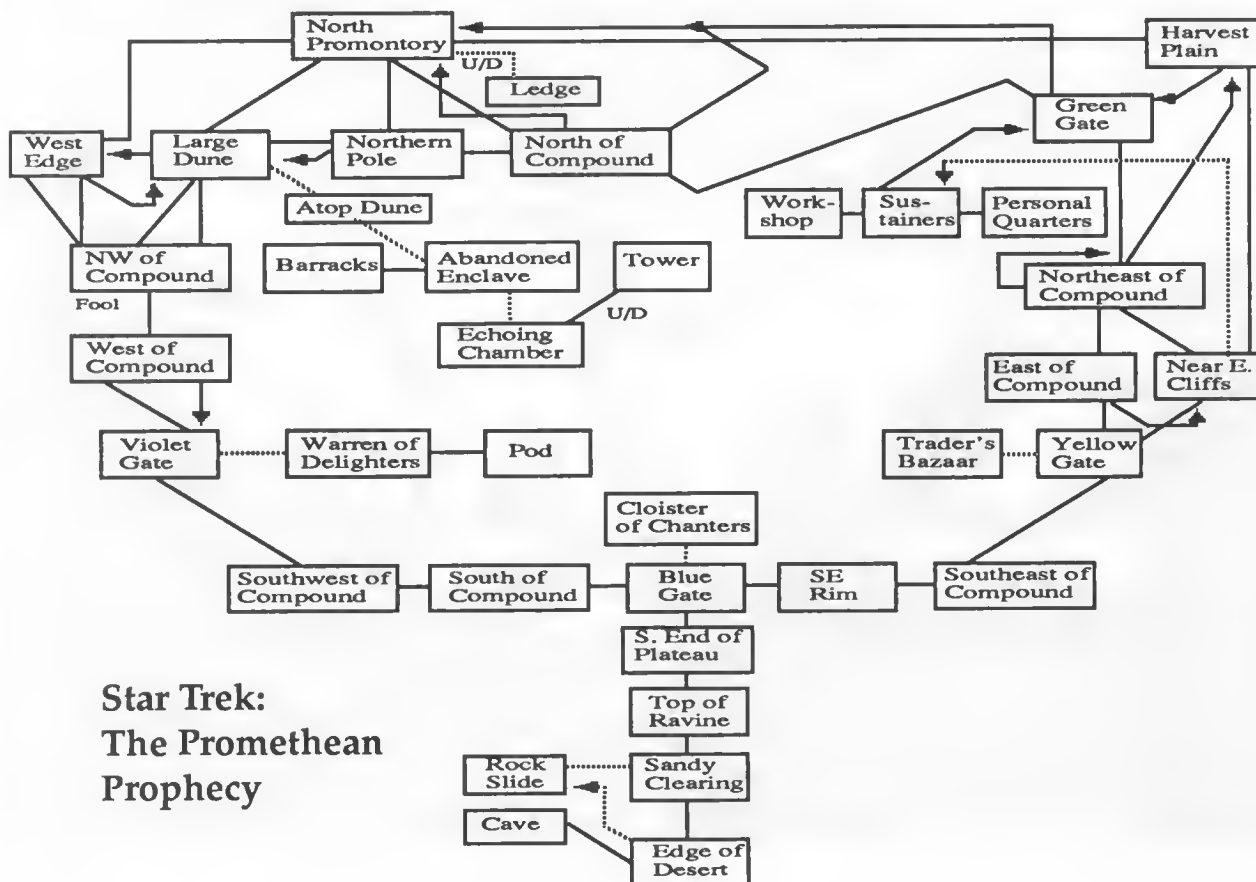 North
Promontory
U/D
Ledge
Harvest
Plain
Green
Gate
West
Edge
Large
Dune
Northern
Pole
North of
Compound
Atop Dune
Work-
shop
Sus-
tainers
Personal
Quarters
NW of
Compound
Fool
Barracks
Abandoned
Enclave
Tower
U/D
Echoing
Chamber
Northeast of
Compound
West of
Compound
East of
Compound
Near E.
Cliffs
Violet
Gate
Warren of
Delighters
Pod
Trader's
Bazaar
Yellow
Gate
Cloister
of Chanters
Southwest of
Compound
South of
Compound
Blue
Gate
SE
Rim
Southeast of
Compound
S. End of
Plateau
Top of
Ravine
Rock
Slide
Sandy
Clearing
Cave
Edge of
Desert
Star Trek:
The Promethean
Prophecy